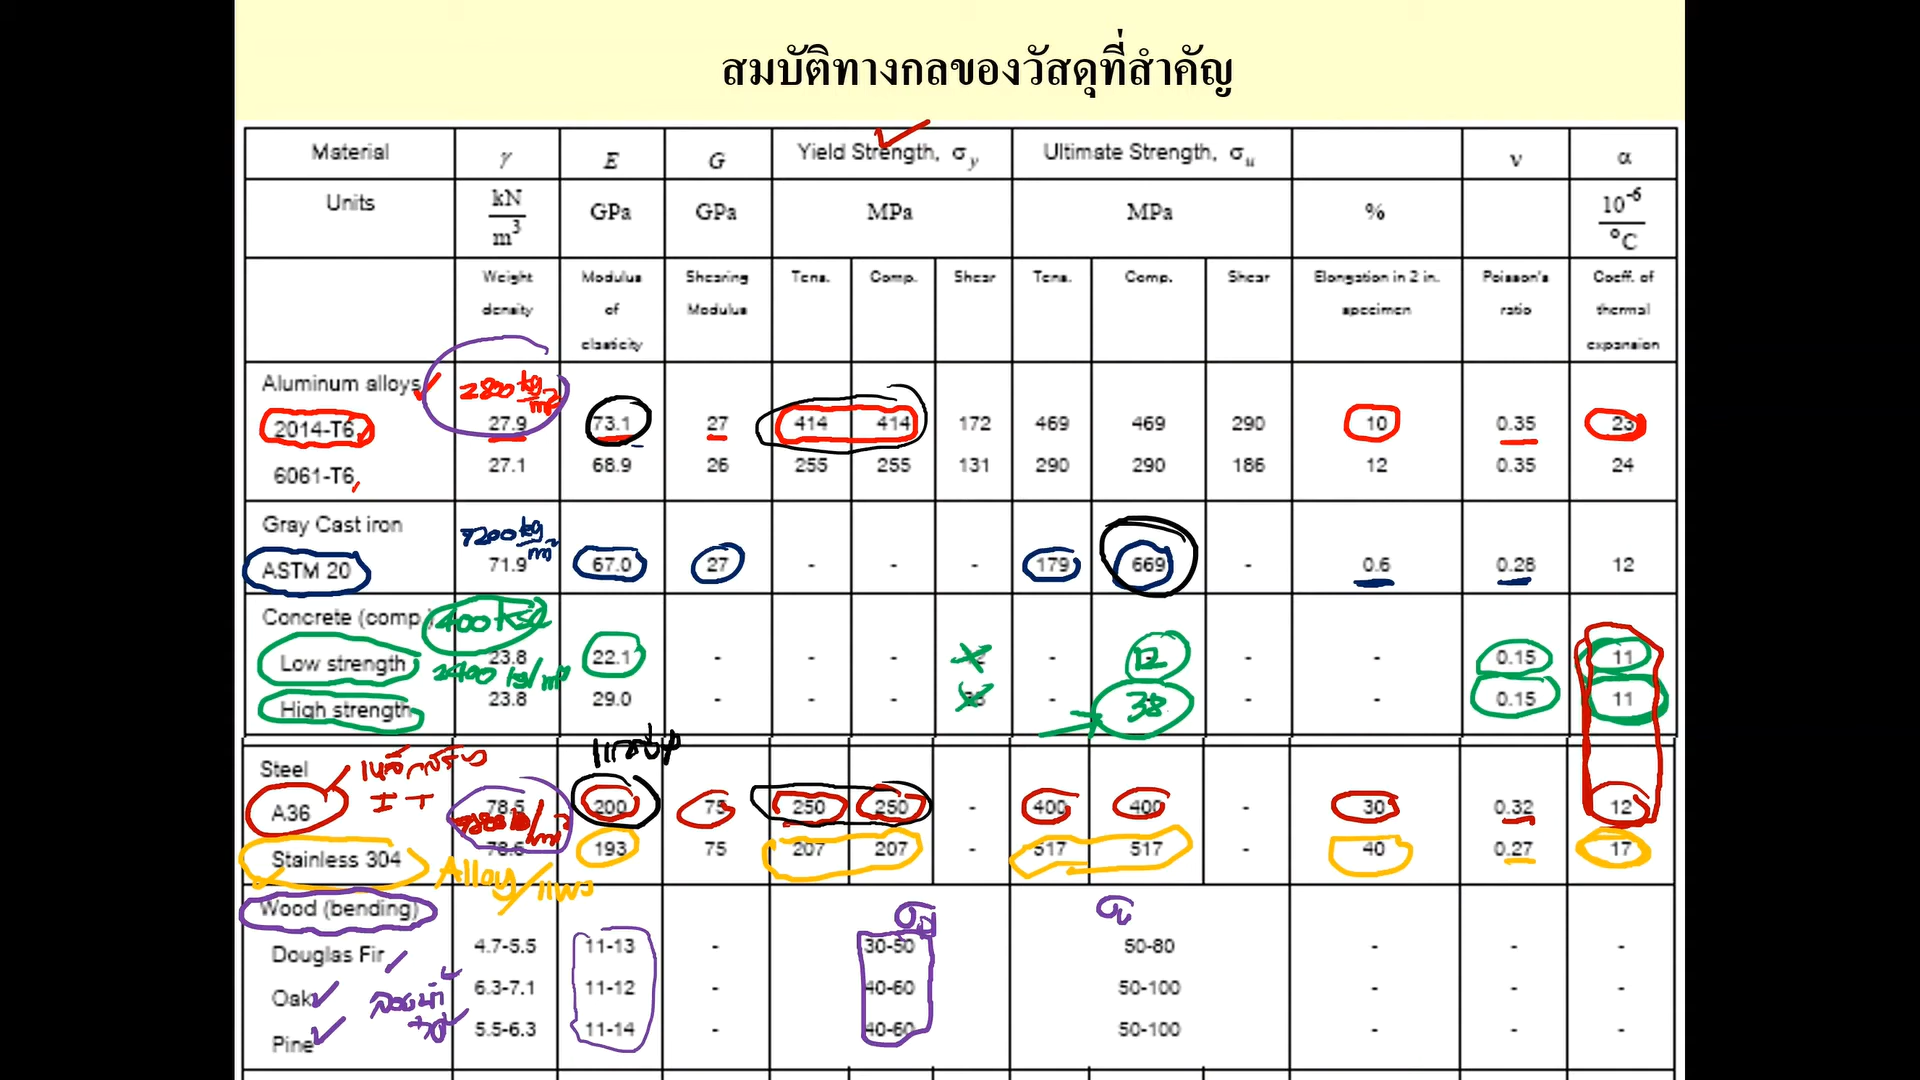 สมบัติทางกลของวัสดุที่สำคัญ
Material γ E G Yield Strength, σy Ultimate Strength, σu ν α
Units kN/m³ GPa GPa MPa MPa % 10⁻⁶/°C
Weight density Modulus of elasticity Shearing Modulus Tens. Comp. Shear Tens. Comp. Shear Elongation in 2 in. specimen Poisson's ratio Coeff. of thermal expansion
Aluminum alloys 2800 kg/m³
2014-T6 27.9 73.1 27 414 414 172 469 469 290 10 0.35 23
6061-T6 27.1 68.9 26 255 255 131 290 290 186 12 0.35 24
Gray Cast iron 7200 kg/m³
ASTM 20 71.9 67.0 27 - - - 179 669 - 0.6 0.28 12
Concrete (comp.) 400 ksc
Low strength 23.8 22.1 - - - - 12 - - 0.15 11
2400 kg/m³
High strength 23.8 29.0 - - - - 38 - - 0.15 11
Steel เหล็ก
A36 I T 78.5 200 75 250 250 - 400 400 - 30 0.32 12
Stainless 304 78.6 193 75 207 207 - 517 517 - 40 0.27 17
Alloy/
Wood (bending) σu
Douglas Fir 4.7-5.5 11-13 - 30-50 50-80 - - -
Oak 6.3-7.1 11-12 - 40-60 50-100 - - -
ลอยน้ำ
Pine 5.5-6.3 11-14 - 40-60 50-100 - - -